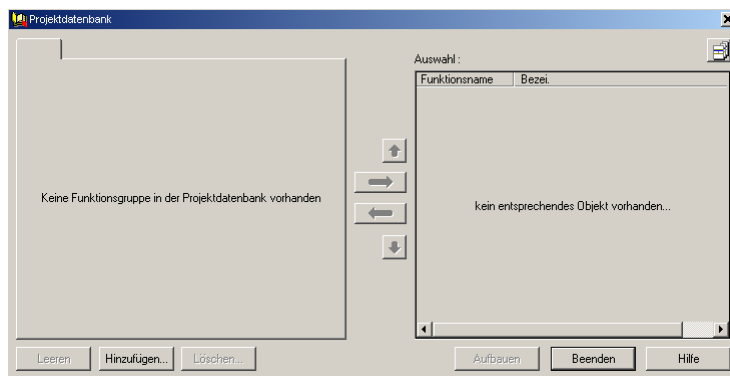 Projektdatenbank
Auswahl :
Funktionsname Bezei.
Keine Funktionsgruppe in der Projektdatenbank vorhanden
kein entsprechendes Objekt vorhanden...
Leeren Hinzufügen... Löschen... Aufbauen Beenden Hilfe